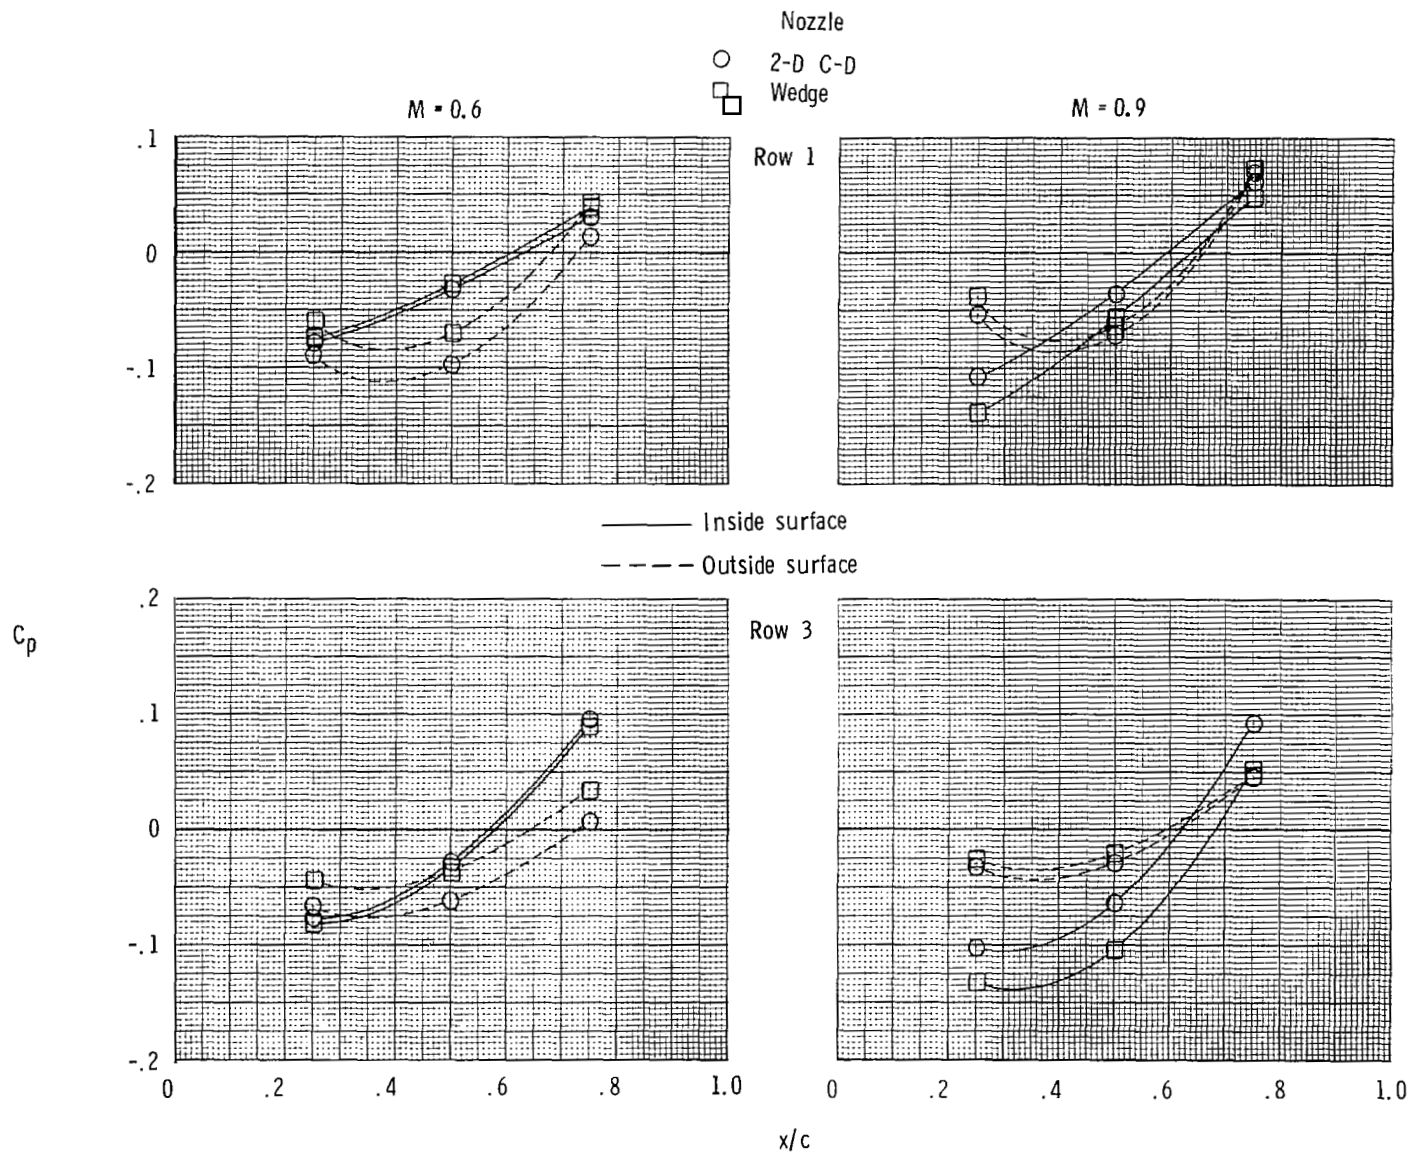 Nozzle
2-D C-D
Wedge
M = 0.6
M = 0.9
.1
0
-.1
-.2
Row 1
Inside surface
Outside surface
Cp
.2
.1
0
-.1
-.2
Row 3
0 .2 .4 .6 .8 1.0
0 .2 .4 .6 .8 1.0
x/c